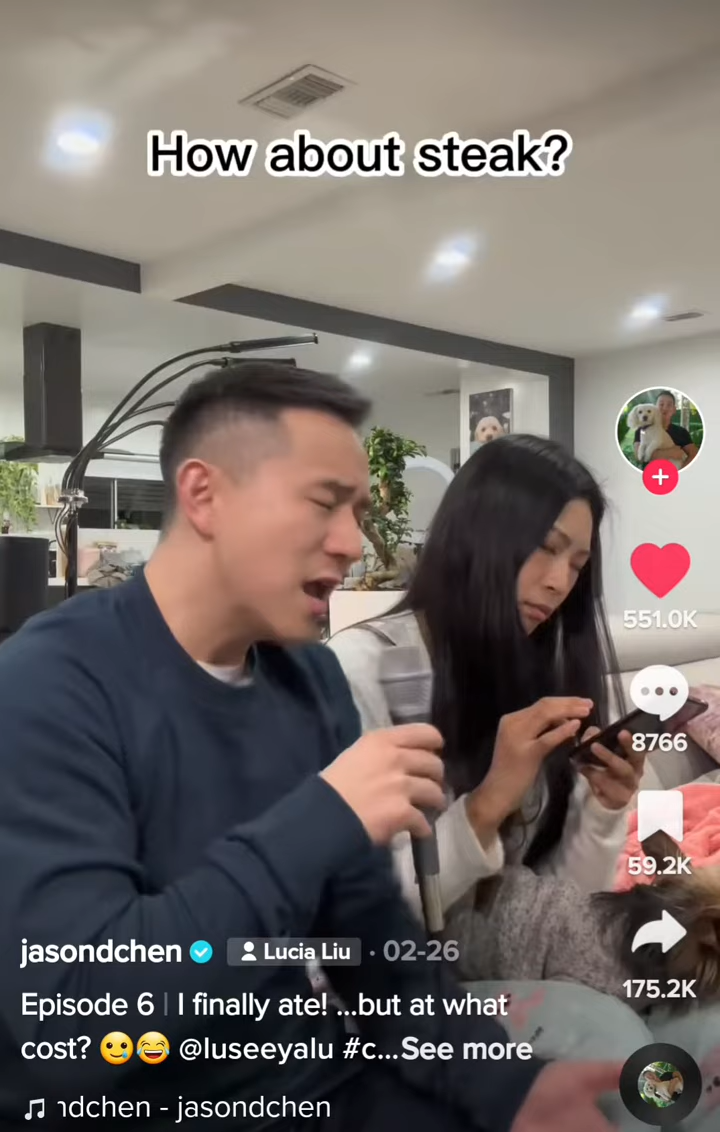 How about steak?
551.0K
8766
59.2K
175.2K
jasondchen Lucia Liu · 02-26
Episode 6 | I finally ate! ...but at what
cost? 🥲😂 @luseeyalu #c...See more
ndchen - jasondchen